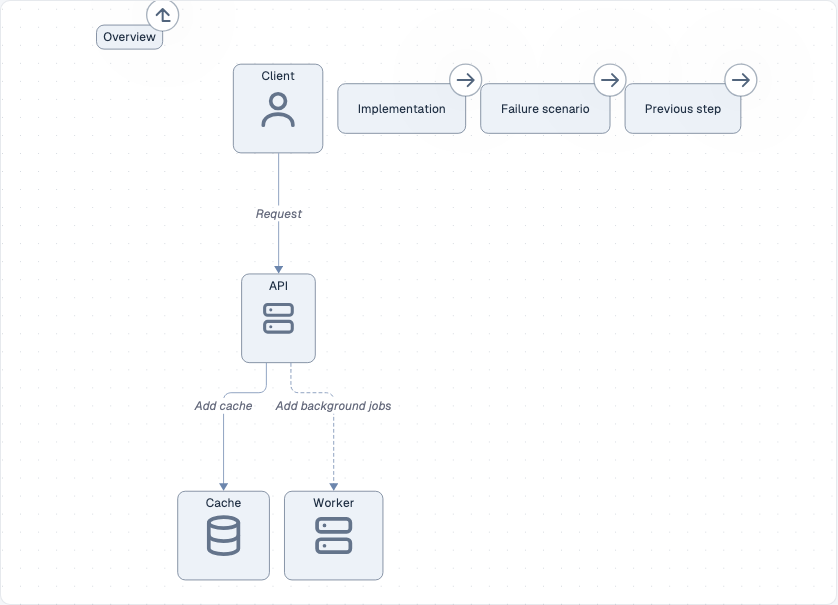 Overview
Client
Implementation
Failure scenario
Previous step
Request
API
Add cache
Add background jobs
Cache
Worker